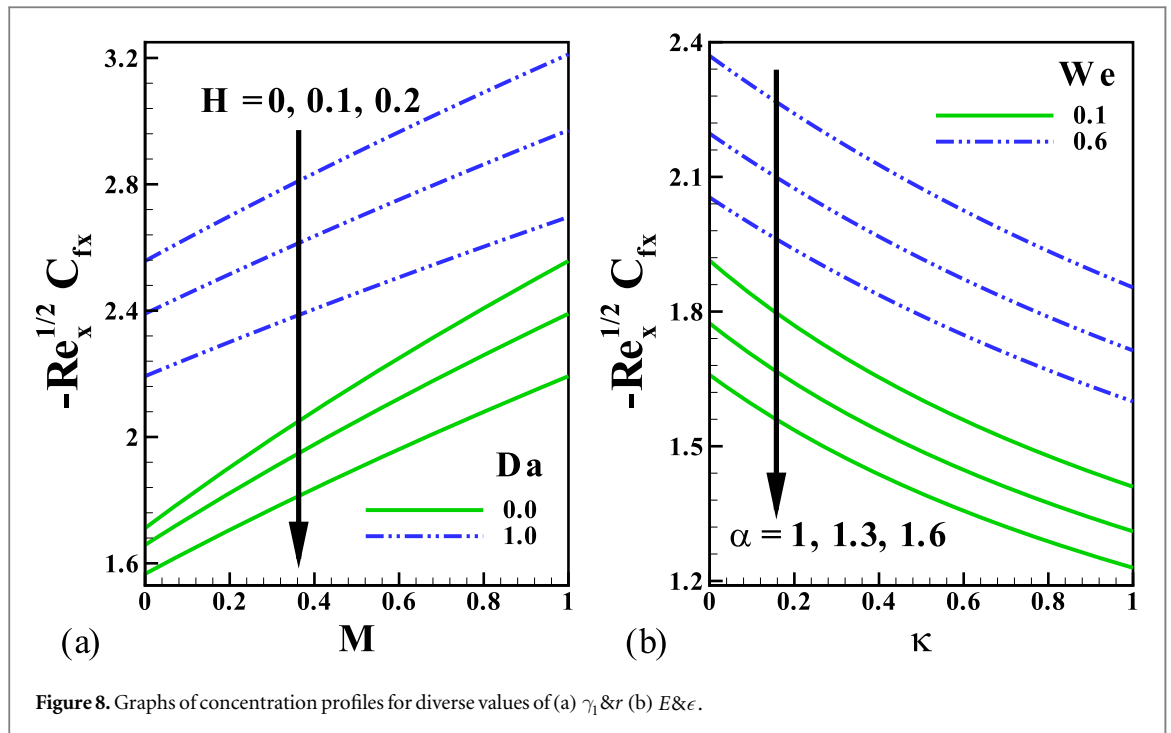 -Re_x^{1/2} C_{fx}
3.2
2.8
2.4
2
1.6
H = 0, 0.1, 0.2
Da
0.0
1.0
0 0.2 0.4 0.6 0.8 1
(a) M
-Re_x^{1/2} C_{fx}
2.4
2.1
1.8
1.5
1.2
We
0.1
0.6
α = 1, 1.3, 1.6
0 0.2 0.4 0.6 0.8 1
(b) κ
Figure 8. Graphs of concentration profiles for diverse values of (a) γ₁&r (b) E&ϵ.